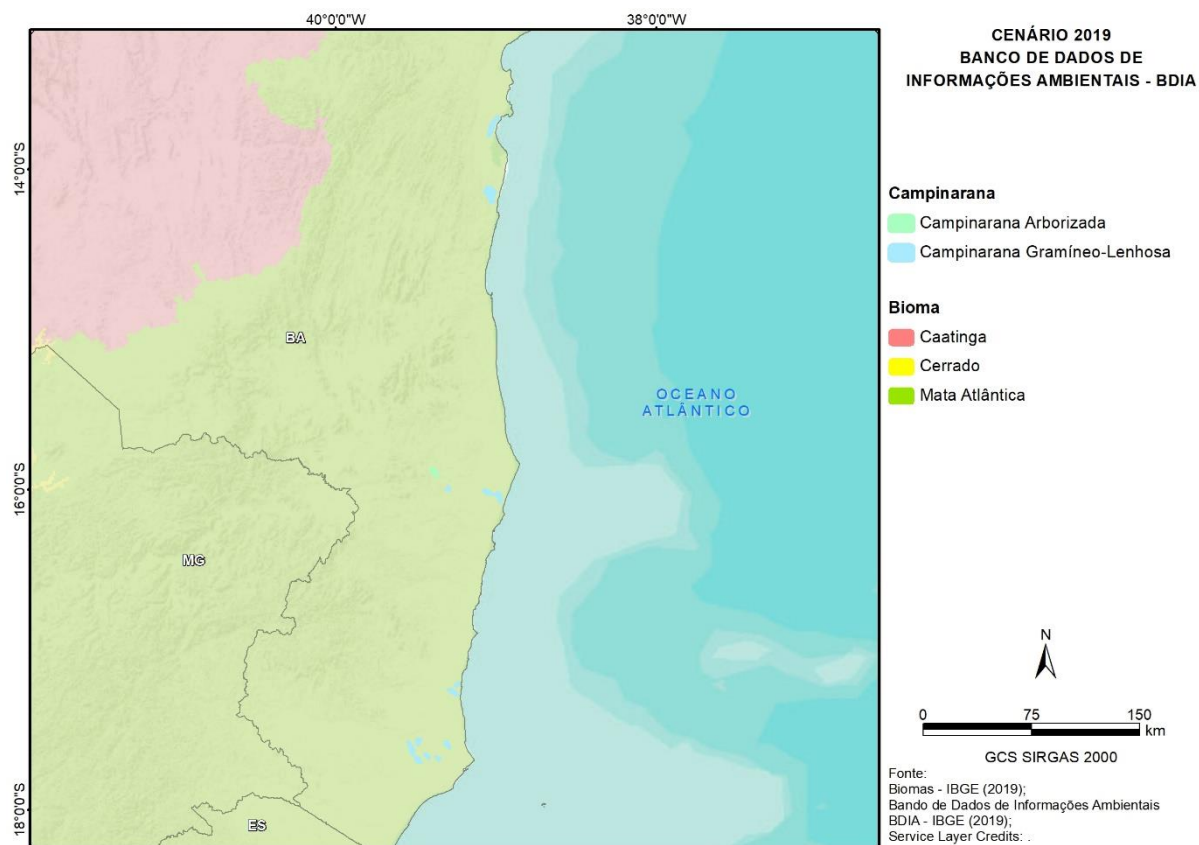 40°0'0"W
38°0'0"W
14°0'0"S
16°0'0"S
18°0'0"S
BA
MG
ES
OCEANO
ATLÂNTICO
CENÁRIO 2019
BANCO DE DADOS DE
INFORMAÇÕES AMBIENTAIS - BDIA
Campinarana
Campinarana Arborizada
Campinarana Gramíneo-Lenhosa
Bioma
Caatinga
Cerrado
Mata Atlântica
N
0 75 150
km
GCS SIRGAS 2000
Fonte:
Biomas - IBGE (2019);
Bando de Dados de Informações Ambientais
BDIA - IBGE (2019);
Service Layer Credits: .